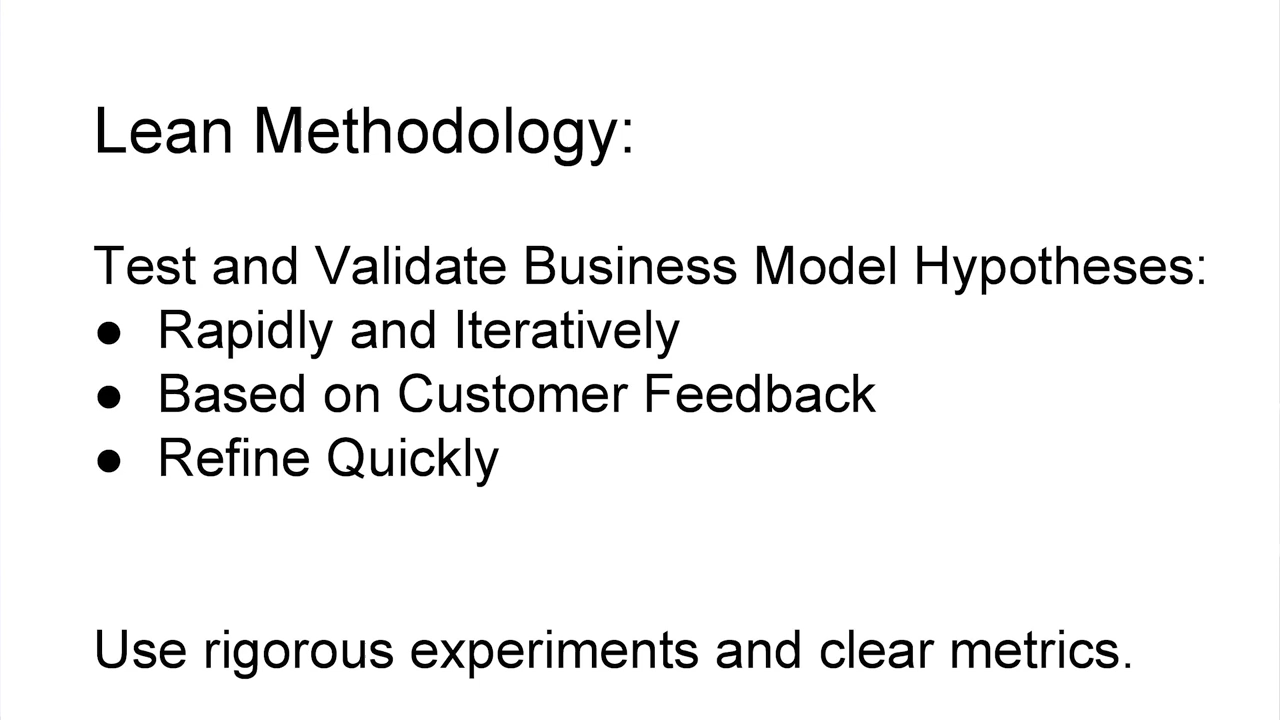 Lean Methodology:
Test and Validate Business Model Hypotheses:
● Rapidly and Iteratively
● Based on Customer Feedback
● Refine Quickly
Use rigorous experiments and clear metrics.